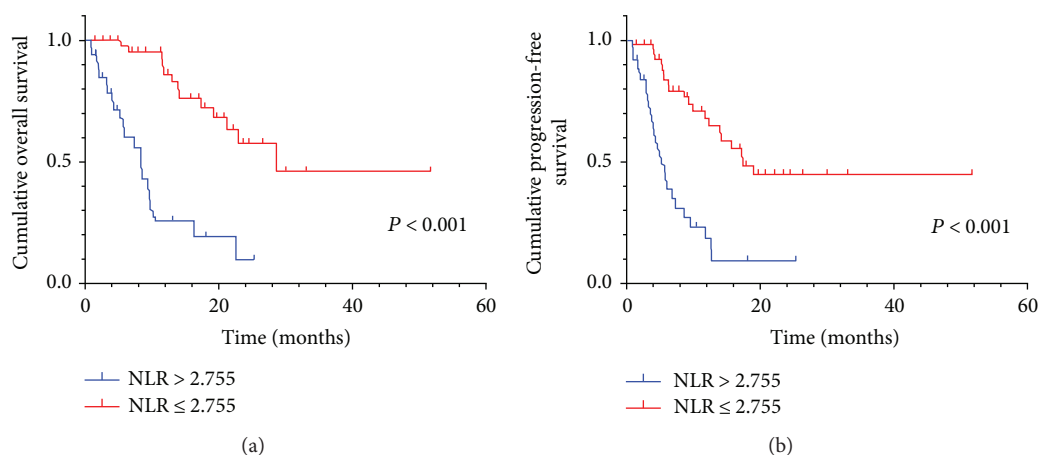 Cumulative overall survival
1.0
0.5
0.0
P < 0.001
0
20
40
60
Time (months)
NLR > 2.755
NLR ≤ 2.755
(a)
Cumulative progression-free
survival
1.0
0.5
0.0
P < 0.001
0
20
40
60
Time (months)
NLR > 2.755
NLR ≤ 2.755
(b)